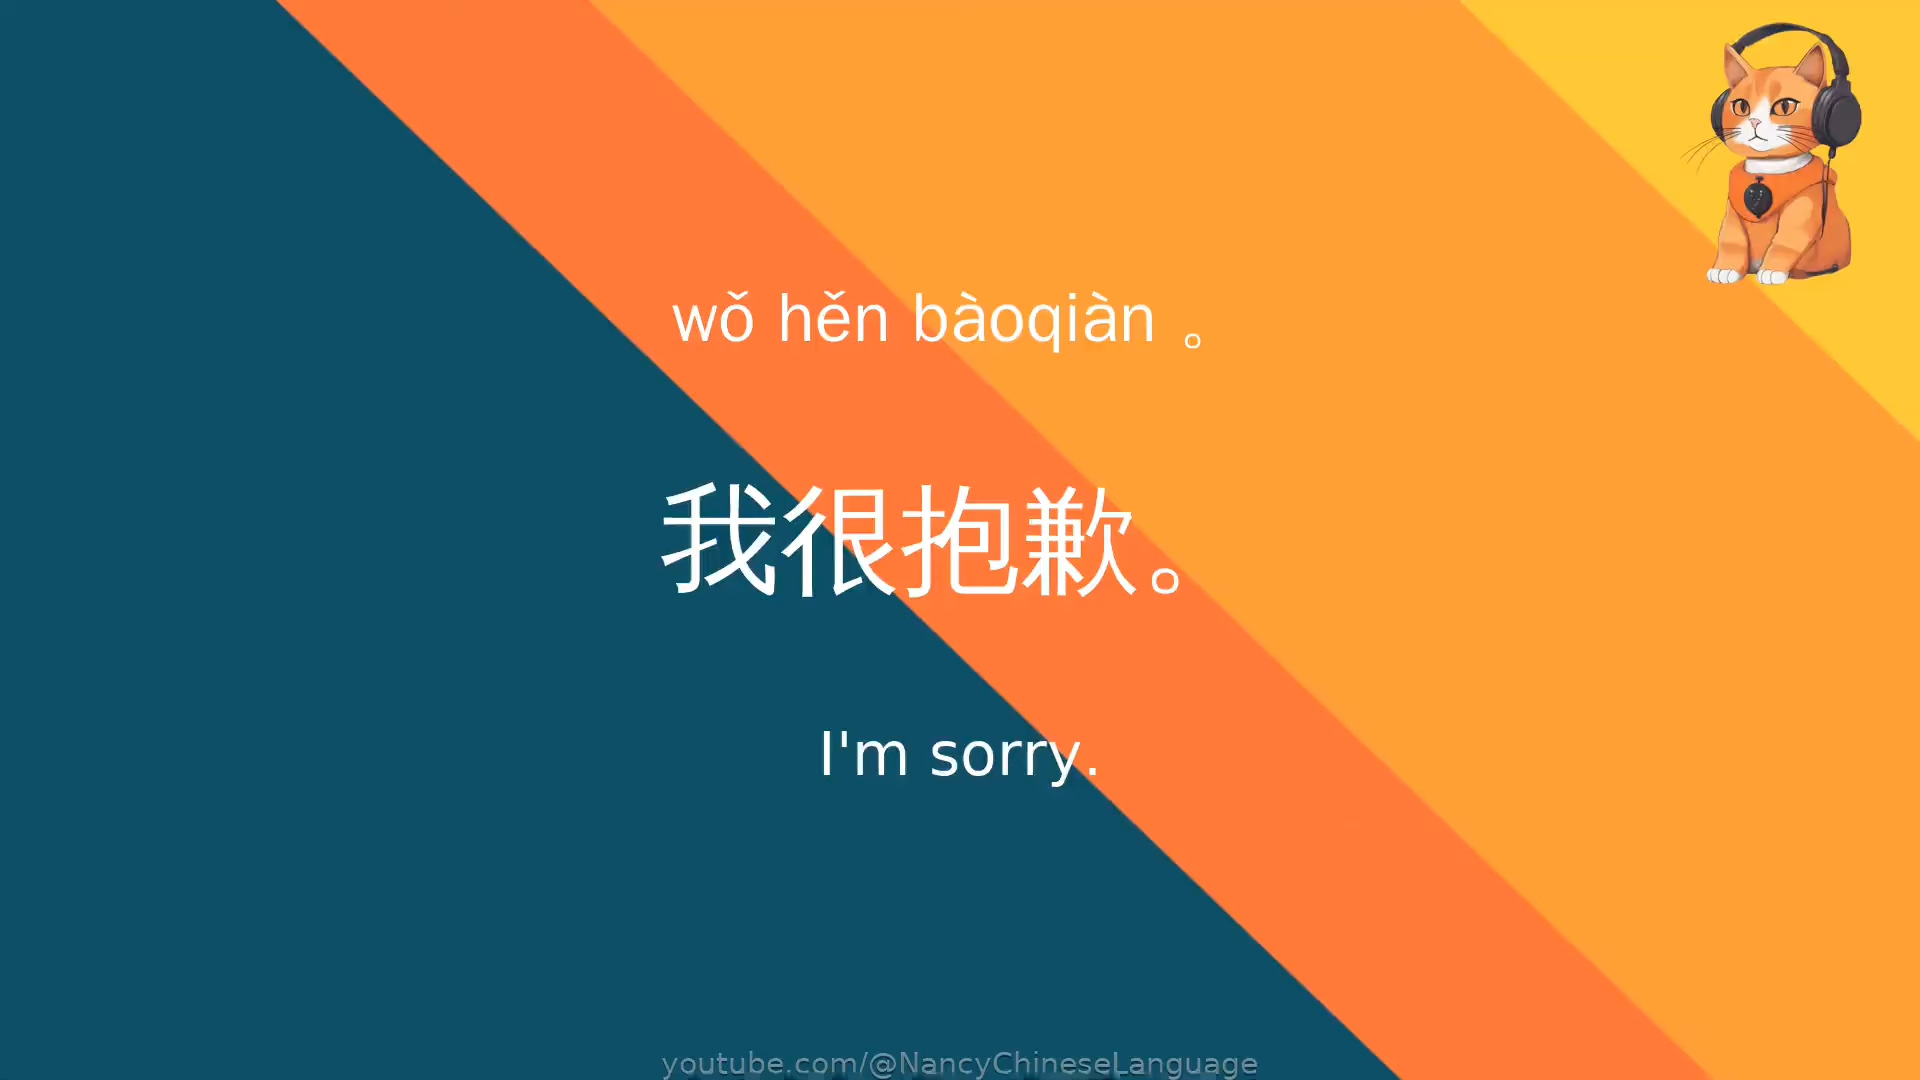 wǒ hěn bàoqiàn 。
我很抱歉。
I'm sorry.
youtube.com/@NancyChineseLanguage